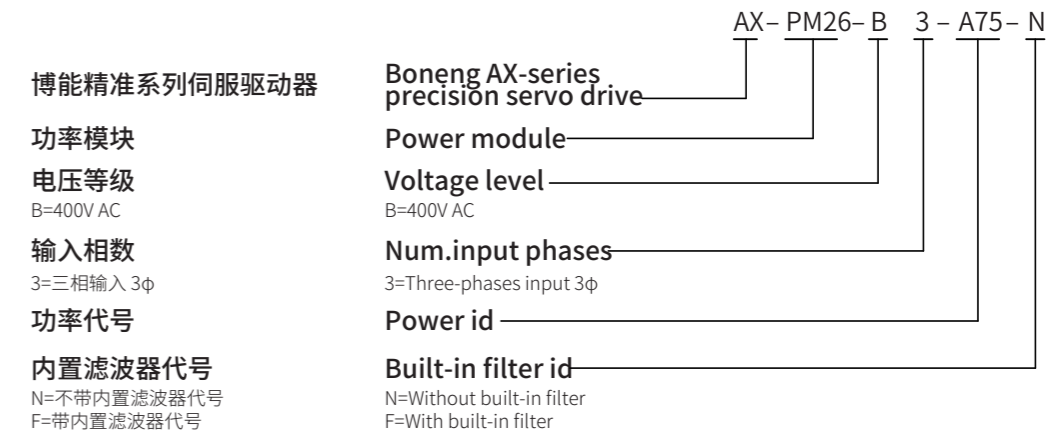 AX– PM26– B 3 – A75– N
博能精准系列伺服驱动器
Boneng AX-series
precision servo drive
功率模块
Power module
电压等级
B=400V AC
Voltage level
B=400V AC
输入相数
3=三相输入 3φ
Num.input phases
3=Three-phases input 3φ
功率代号
Power id
内置滤波器代号
N=不带内置滤波器代号
F=带内置滤波器代号
Built-in filter id
N=Without built-in filter
F=With built-in filter